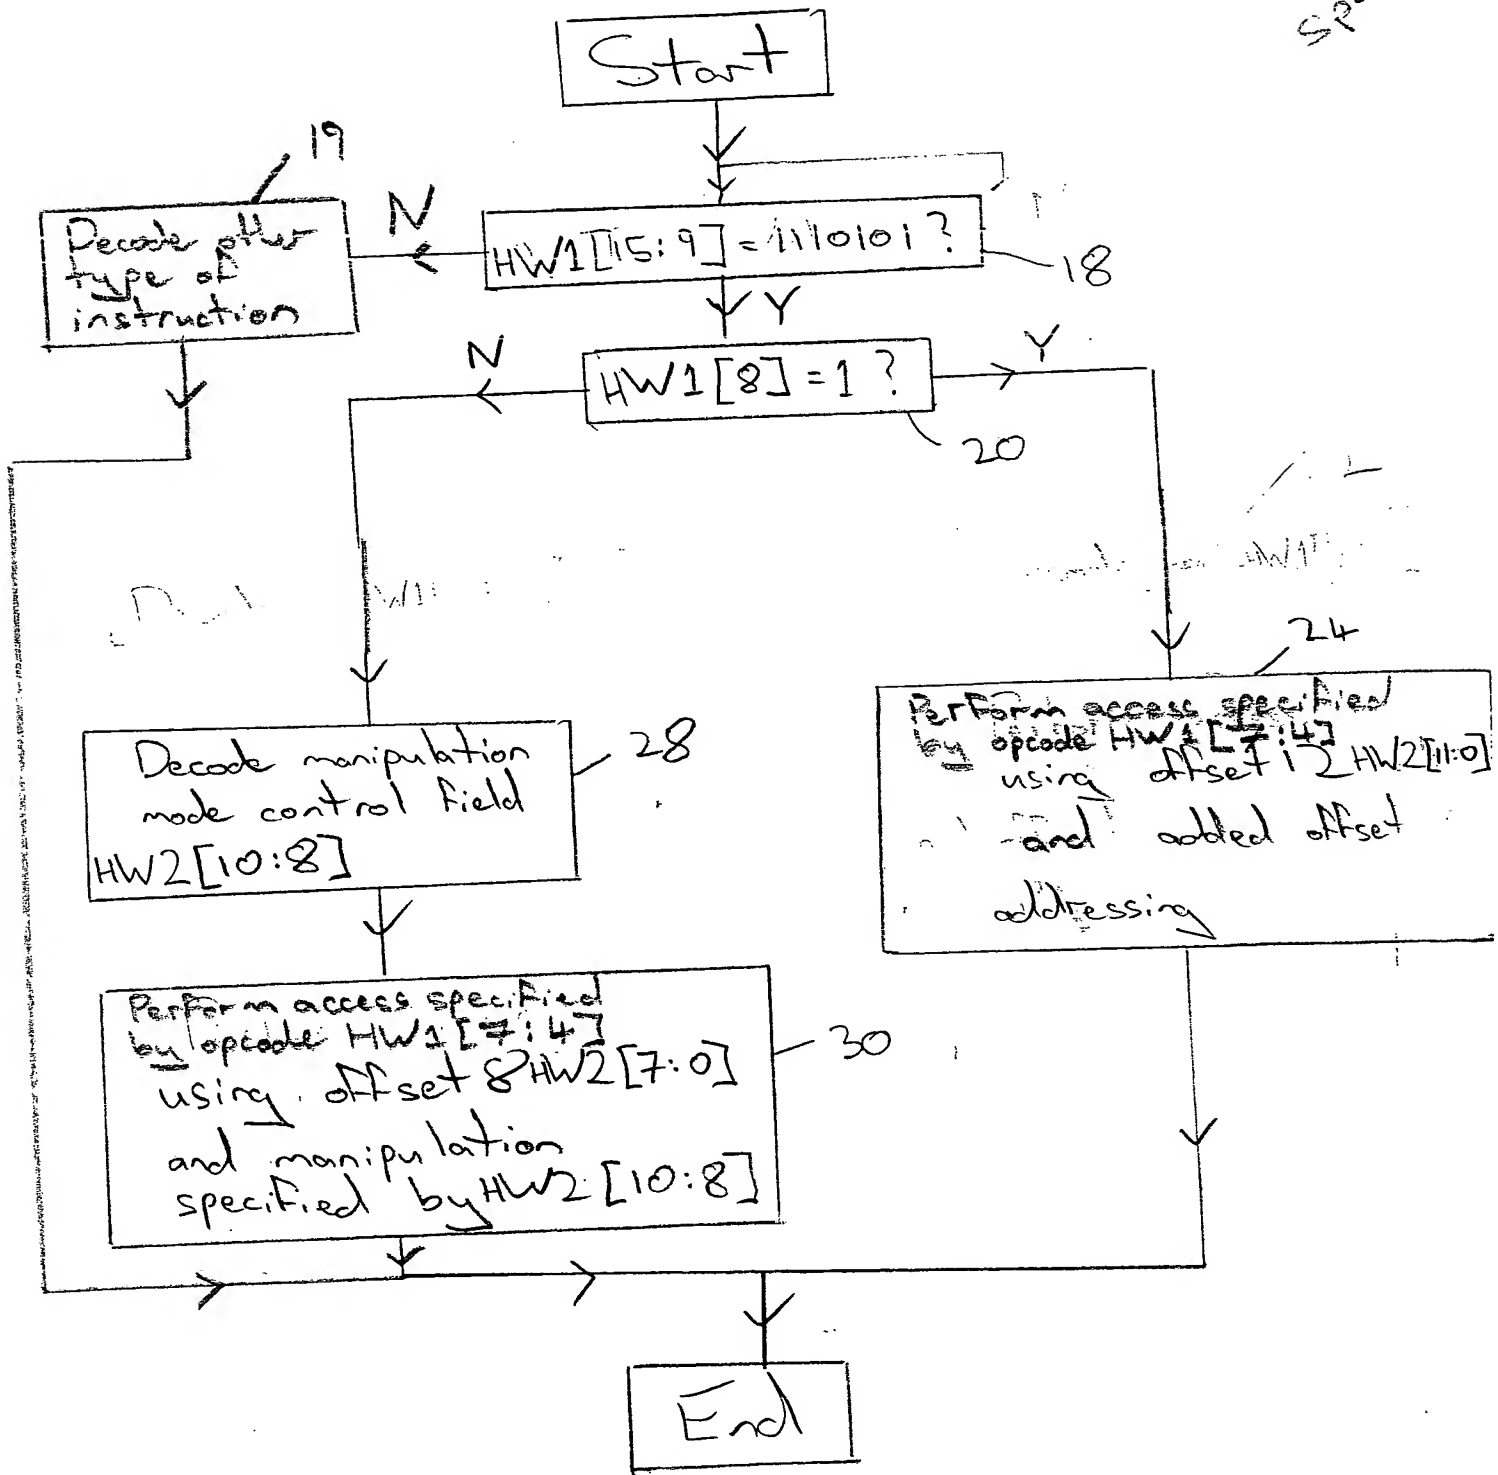 Start
19
N
HW1[15:9] = 1110101 ?
18
Decode other
type of
instruction
Y
N
HW1[8] = 1 ?
Y
20
24
Perform access specified
by opcode HW1[7:4]
using offset 12 HW2[11:0]
and added offset
addressing
Decode manipulation
mode control field
HW2[10:8]
28
Perform access specified
by opcode HW1[7:4]
using offset 8 HW2[7:0]
and manipulation
specified by HW2[10:8]
30
End